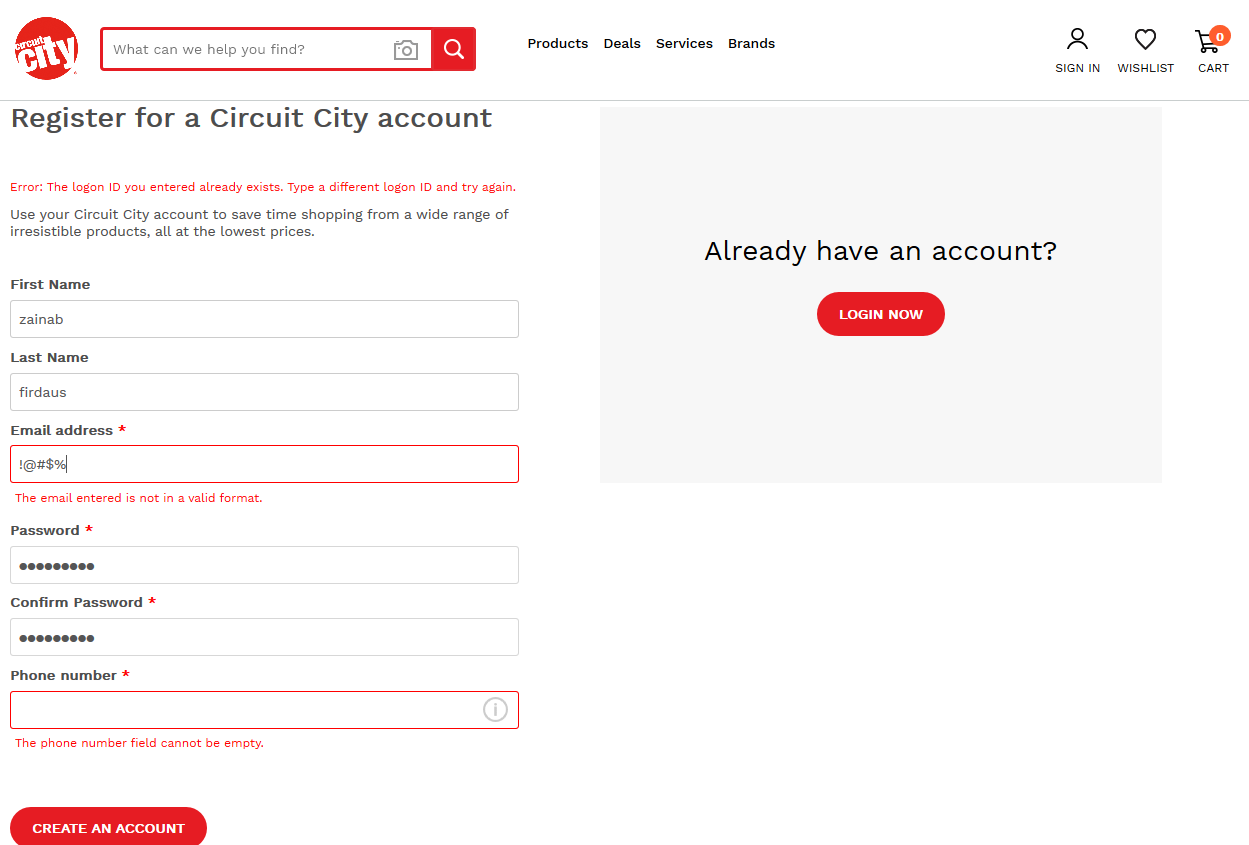 circuit
city
What can we help you find?
Products Deals Services Brands
SIGN IN WISHLIST 0 CART
Register for a Circuit City account
Error: The logon ID you entered already exists. Type a different logon ID and try again.
Use your Circuit City account to save time shopping from a wide range of
irresistible products, all at the lowest prices.
First Name
zainab
Last Name
firdaus
Email address *
!@#$%
The email entered is not in a valid format.
Password *
●●●●●●●●●
Confirm Password *
●●●●●●●●●
Phone number *
The phone number field cannot be empty.
CREATE AN ACCOUNT
Already have an account?
LOGIN NOW